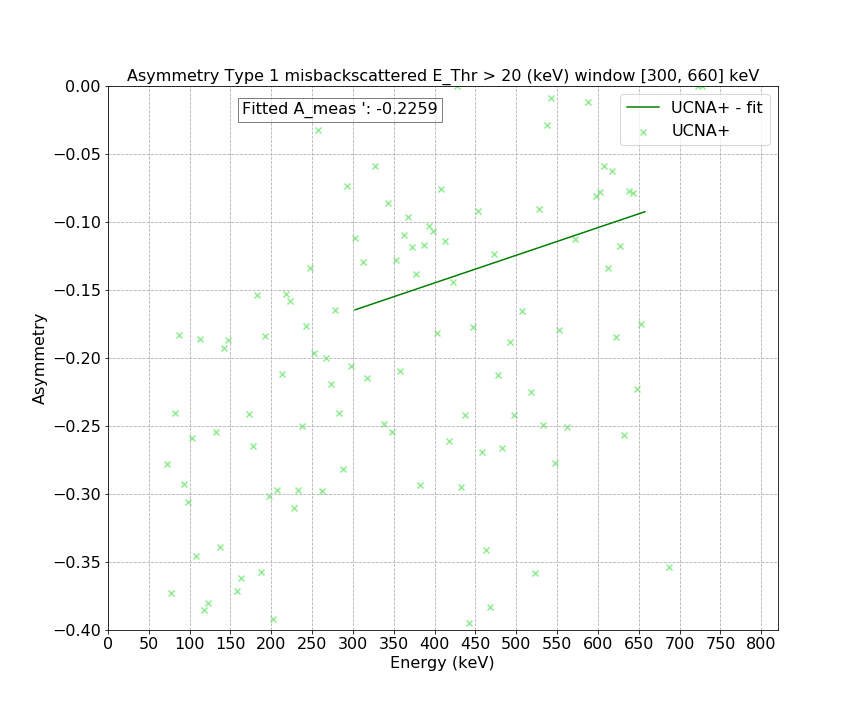 Asymmetry Type 1 misbackscattered E_Thr > 20 (keV) window [300, 660] keV
Fitted A_meas ': -0.2259
UCNA+ - fit
UCNA+
0.00
−0.05
−0.10
−0.15
−0.20
−0.25
−0.30
−0.35
−0.40
Asymmetry
0 50 100 150 200 250 300 350 400 450 500 550 600 650 700 750 800
Energy (keV)